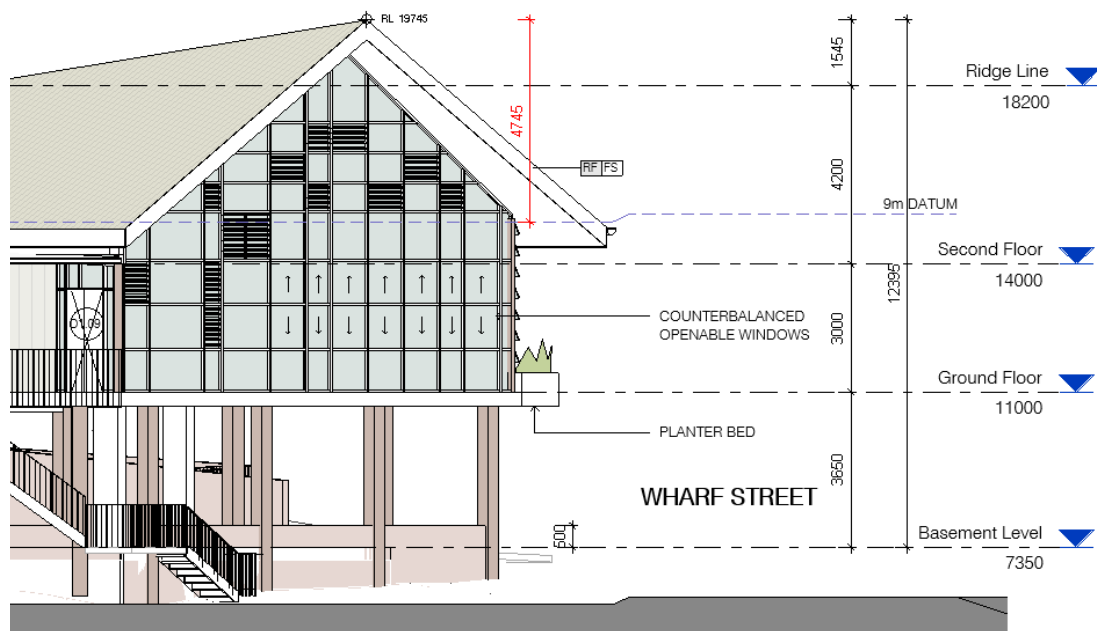 RL 19745
1545
Ridge Line
18200
4745
4200
RF FS
9m DATUM
Second Floor
14000
12395
D1.09
COUNTERBALANCED
OPENABLE WINDOWS
3000
Ground Floor
11000
PLANTER BED
3650
WHARF STREET
500
Basement Level
7350